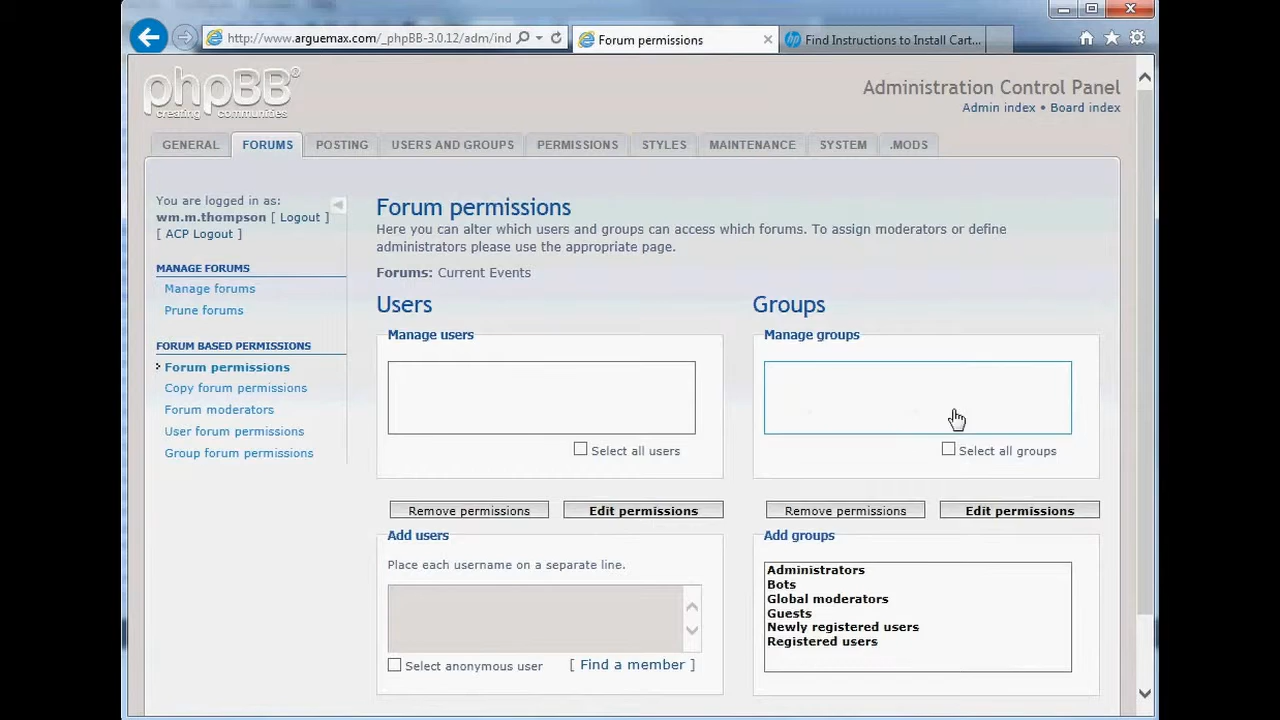 http://www.arguemax.com/_phpBB-3.0.12/adm/ind
Forum permissions
Find Instructions to Install Cart...
phpBB®
creating communities
Administration Control Panel
Admin index • Board index
GENERAL
FORUMS
POSTING
USERS AND GROUPS
PERMISSIONS
STYLES
MAINTENANCE
SYSTEM
.MODS
You are logged in as:
wm.m.thompson [ Logout ]
[ ACP Logout ]
MANAGE FORUMS
Manage forums
Prune forums
FORUM BASED PERMISSIONS
Forum permissions
Copy forum permissions
Forum moderators
User forum permissions
Group forum permissions
Forum permissions
Here you can alter which users and groups can access which forums. To assign moderators or define
administrators please use the appropriate page.
Forums: Current Events
Users
Manage users
Select all users
Remove permissions
Edit permissions
Add users
Place each username on a separate line.
Select anonymous user
[ Find a member ]
Groups
Manage groups
Select all groups
Remove permissions
Edit permissions
Add groups
Administrators
Bots
Global moderators
Guests
Newly registered users
Registered users